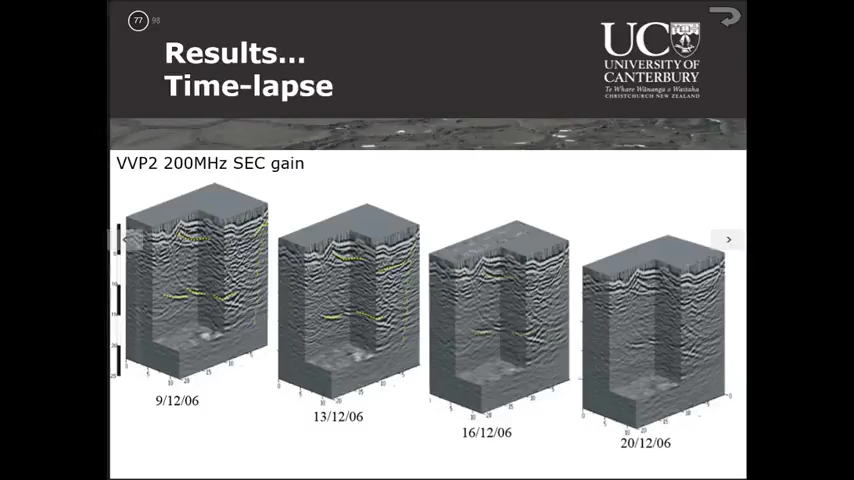 77 98
Results...
Time-lapse
UC
UNIVERSITY OF
CANTERBURY
Te Whare Wānanga o Waitaha
CHRISTCHURCH NEW ZEALAND
VVP2 200MHz SEC gain
9/12/06
13/12/06
16/12/06
20/12/06